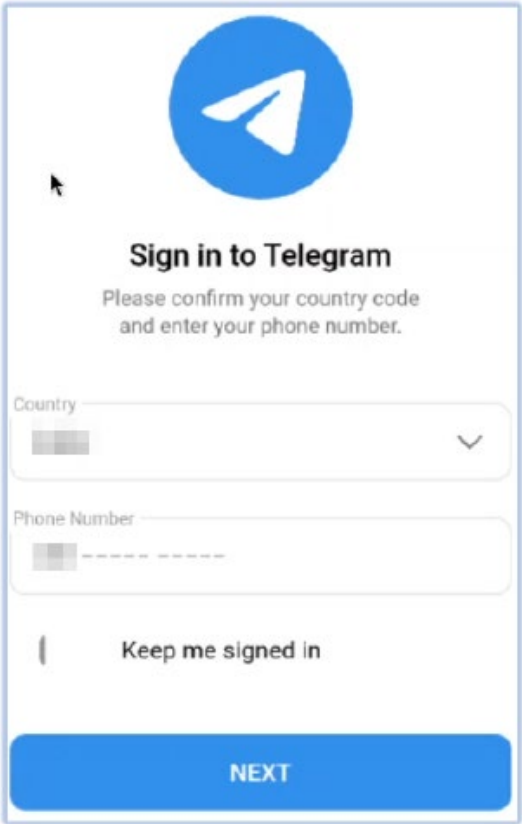 Sign in to Telegram
Please confirm your country code
and enter your phone number.
Country
Phone Number
Keep me signed in
NEXT